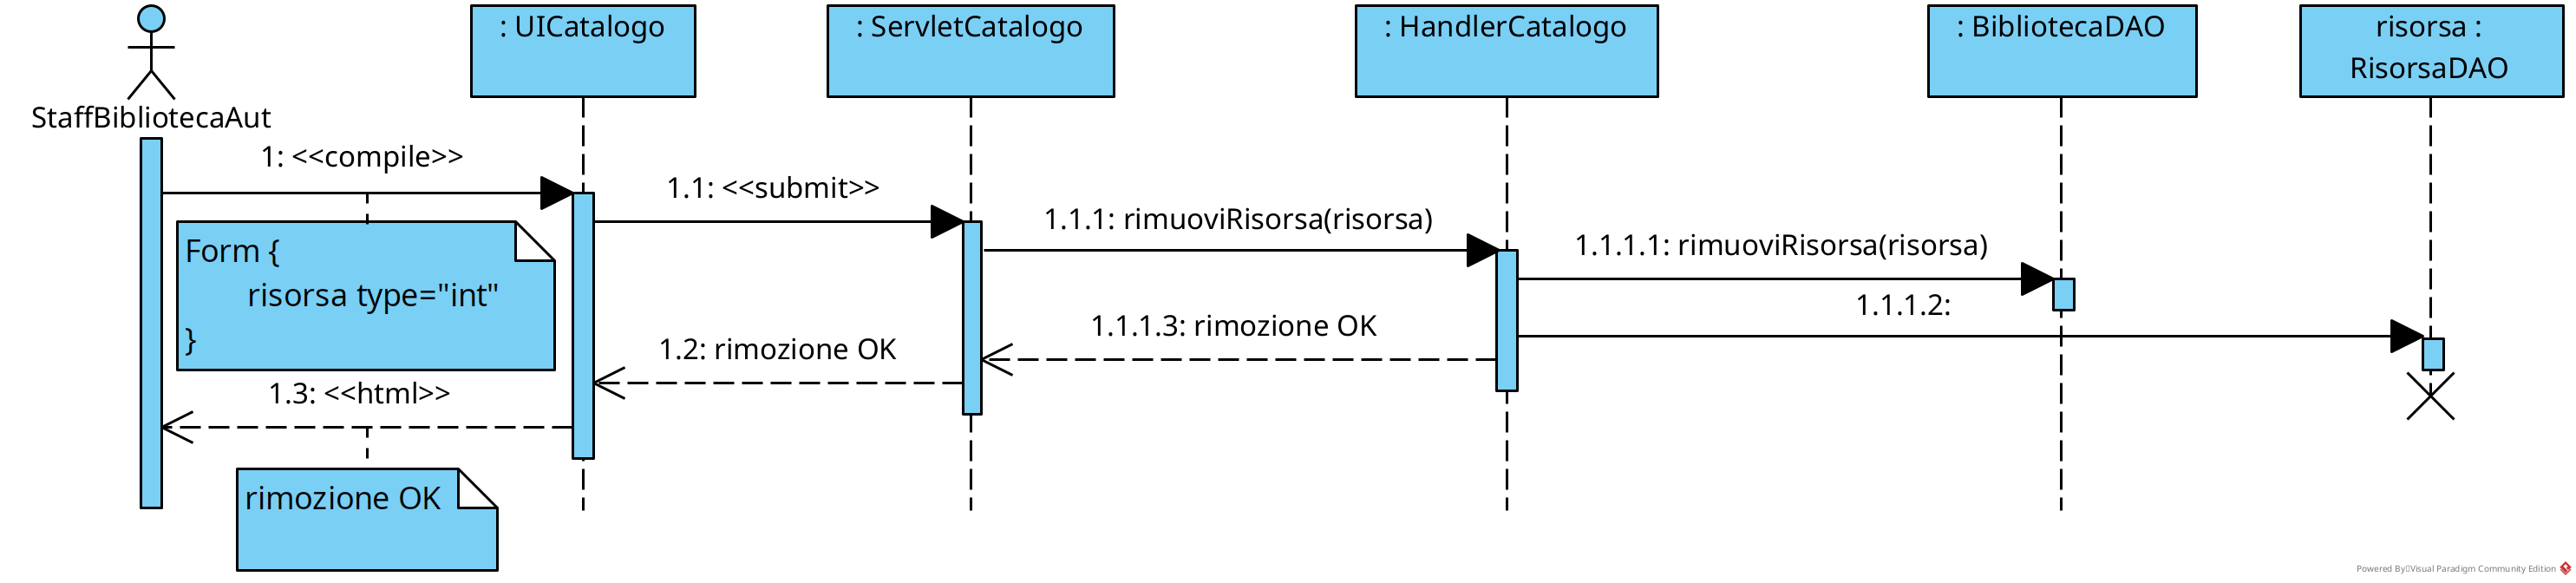 : UICatalogo
: ServletCatalogo
: HandlerCatalogo
: BibliotecaDAO
risorsa :
RisorsaDAO
StaffBibliotecaAut
1: <<compile>>
1.1: <<submit>>
1.1.1: rimuoviRisorsa(risorsa)
1.1.1.1: rimuoviRisorsa(risorsa)
Form {
risorsa type="int"
}
1.1.1.2:
1.1.1.3: rimozione OK
1.2: rimozione OK
1.3: <<html>>
rimozione OK
Powered By Visual Paradigm Community Edition